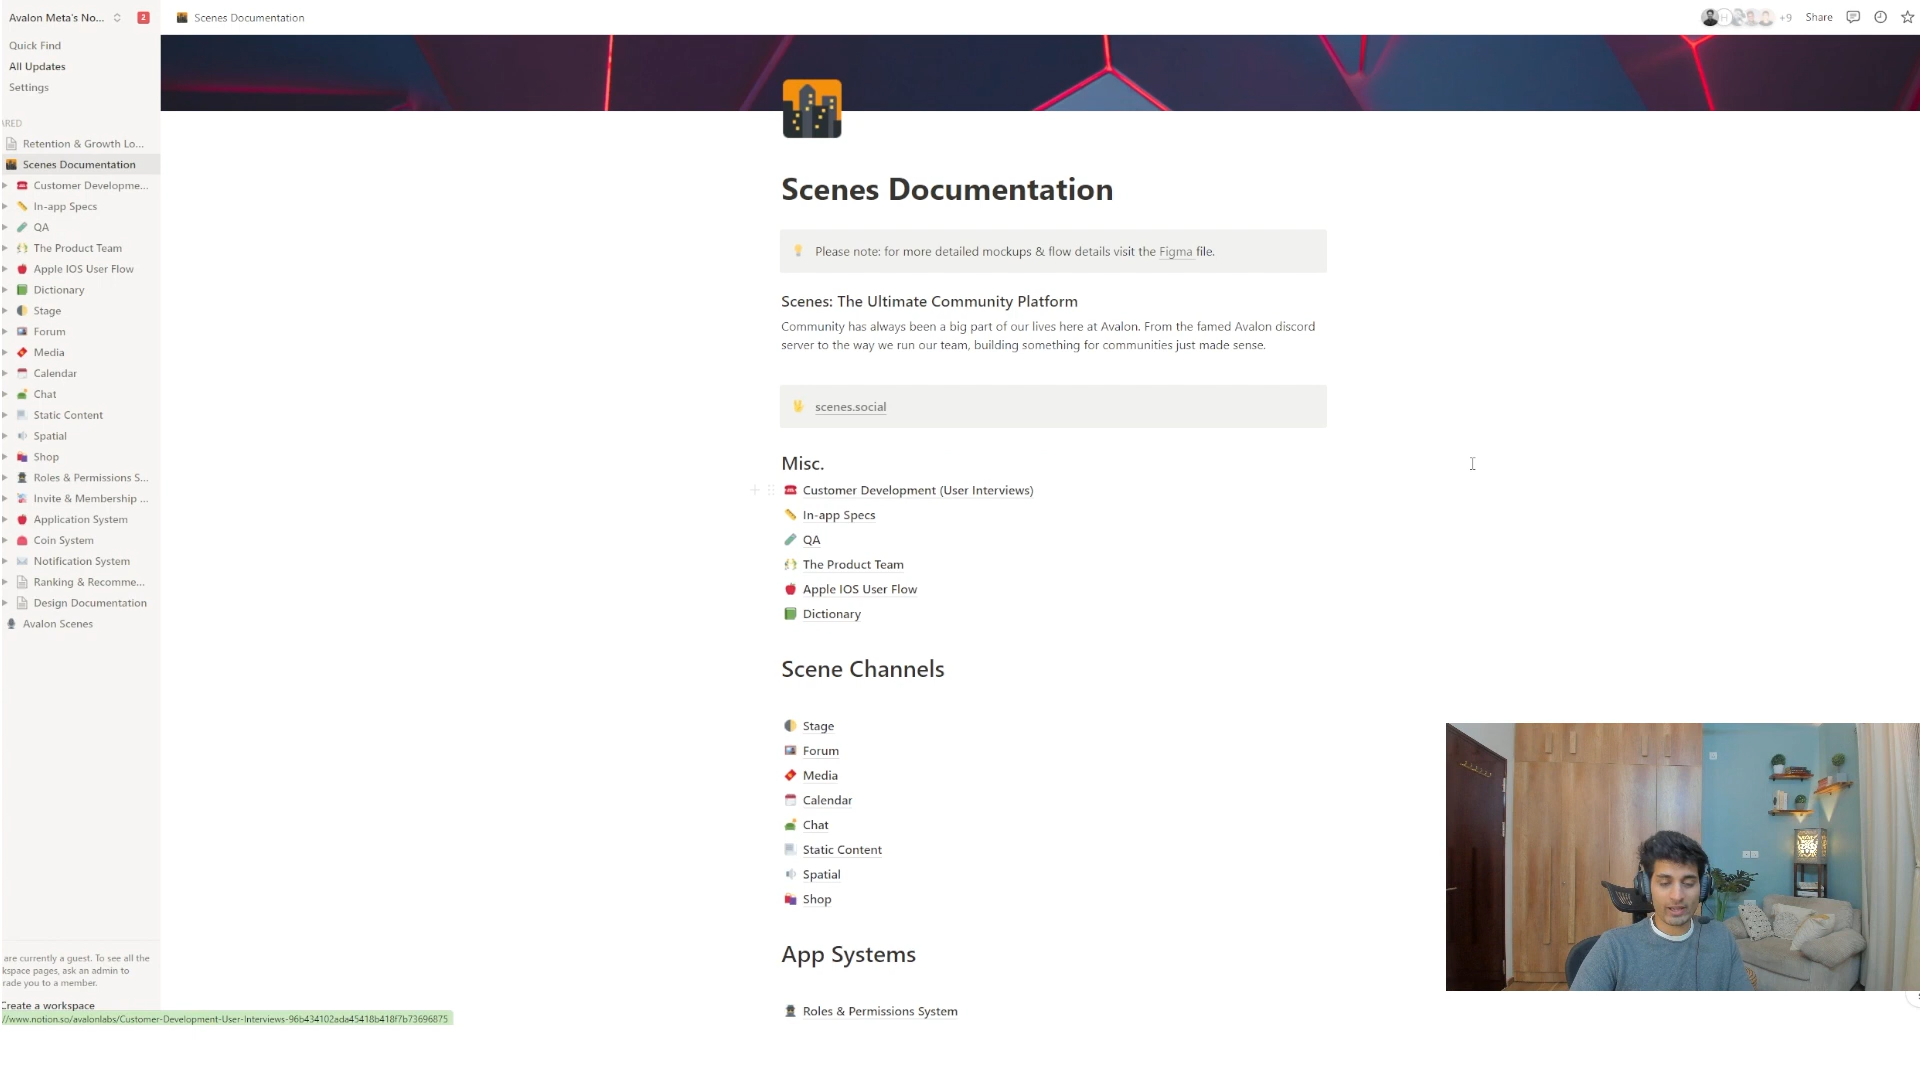 Avalon Meta's No...
2
Quick Find
All Updates
Settings
ARED
Retention & Growth Lo...
Scenes Documentation
Customer Developme...
In-app Specs
QA
The Product Team
Apple IOS User Flow
Dictionary
Stage
Forum
Media
Calendar
Chat
Static Content
Spatial
Shop
Roles & Permissions S...
Invite & Membership ...
Application System
Coin System
Notification System
Ranking & Recomme...
Design Documentation
Avalon Scenes
are currently a guest. To see all the
kspace pages, ask an admin to
rade you to a member.
Create a workspace
//www.notion.so/avalonlabs/Customer-Development-User-Interviews-96b434102ada45418b418f7b73696875
Scenes Documentation
H
+9
Share
Scenes Documentation
Please note: for more detailed mockups & flow details visit the Figma file.
Scenes: The Ultimate Community Platform
Community has always been a big part of our lives here at Avalon. From the famed Avalon discord
server to the way we run our team, building something for communities just made sense.
scenes.social
Misc.
Customer Development (User Interviews)
In-app Specs
QA
The Product Team
Apple IOS User Flow
Dictionary
Scene Channels
Stage
Forum
Media
Calendar
Chat
Static Content
Spatial
Shop
App Systems
Roles & Permissions System